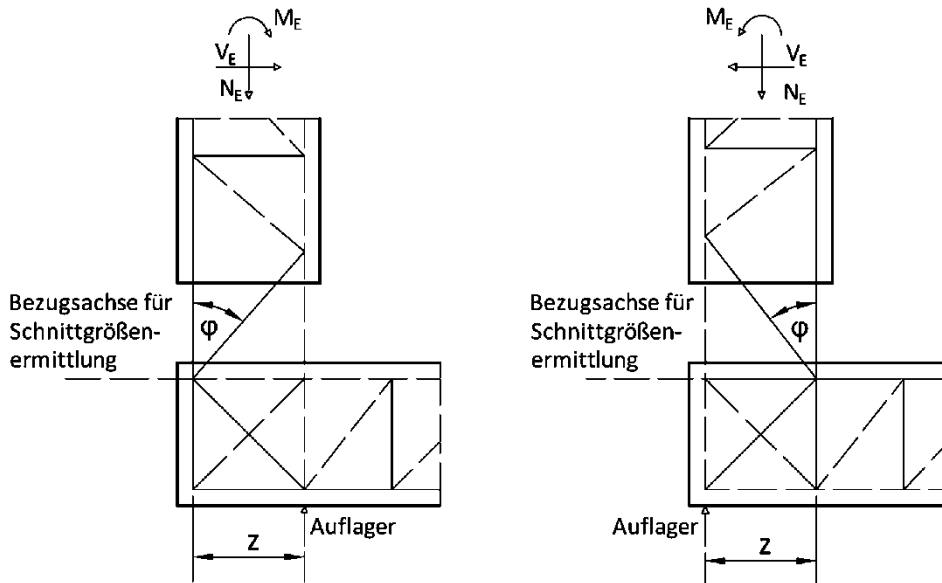 M_E
V_E
N_E
Bezugsachse für
Schnittgrößen-
ermittlung
φ
Auflager
z
M_E
V_E
N_E
Bezugsachse für
Schnittgrößen-
ermittlung
φ
Auflager
z